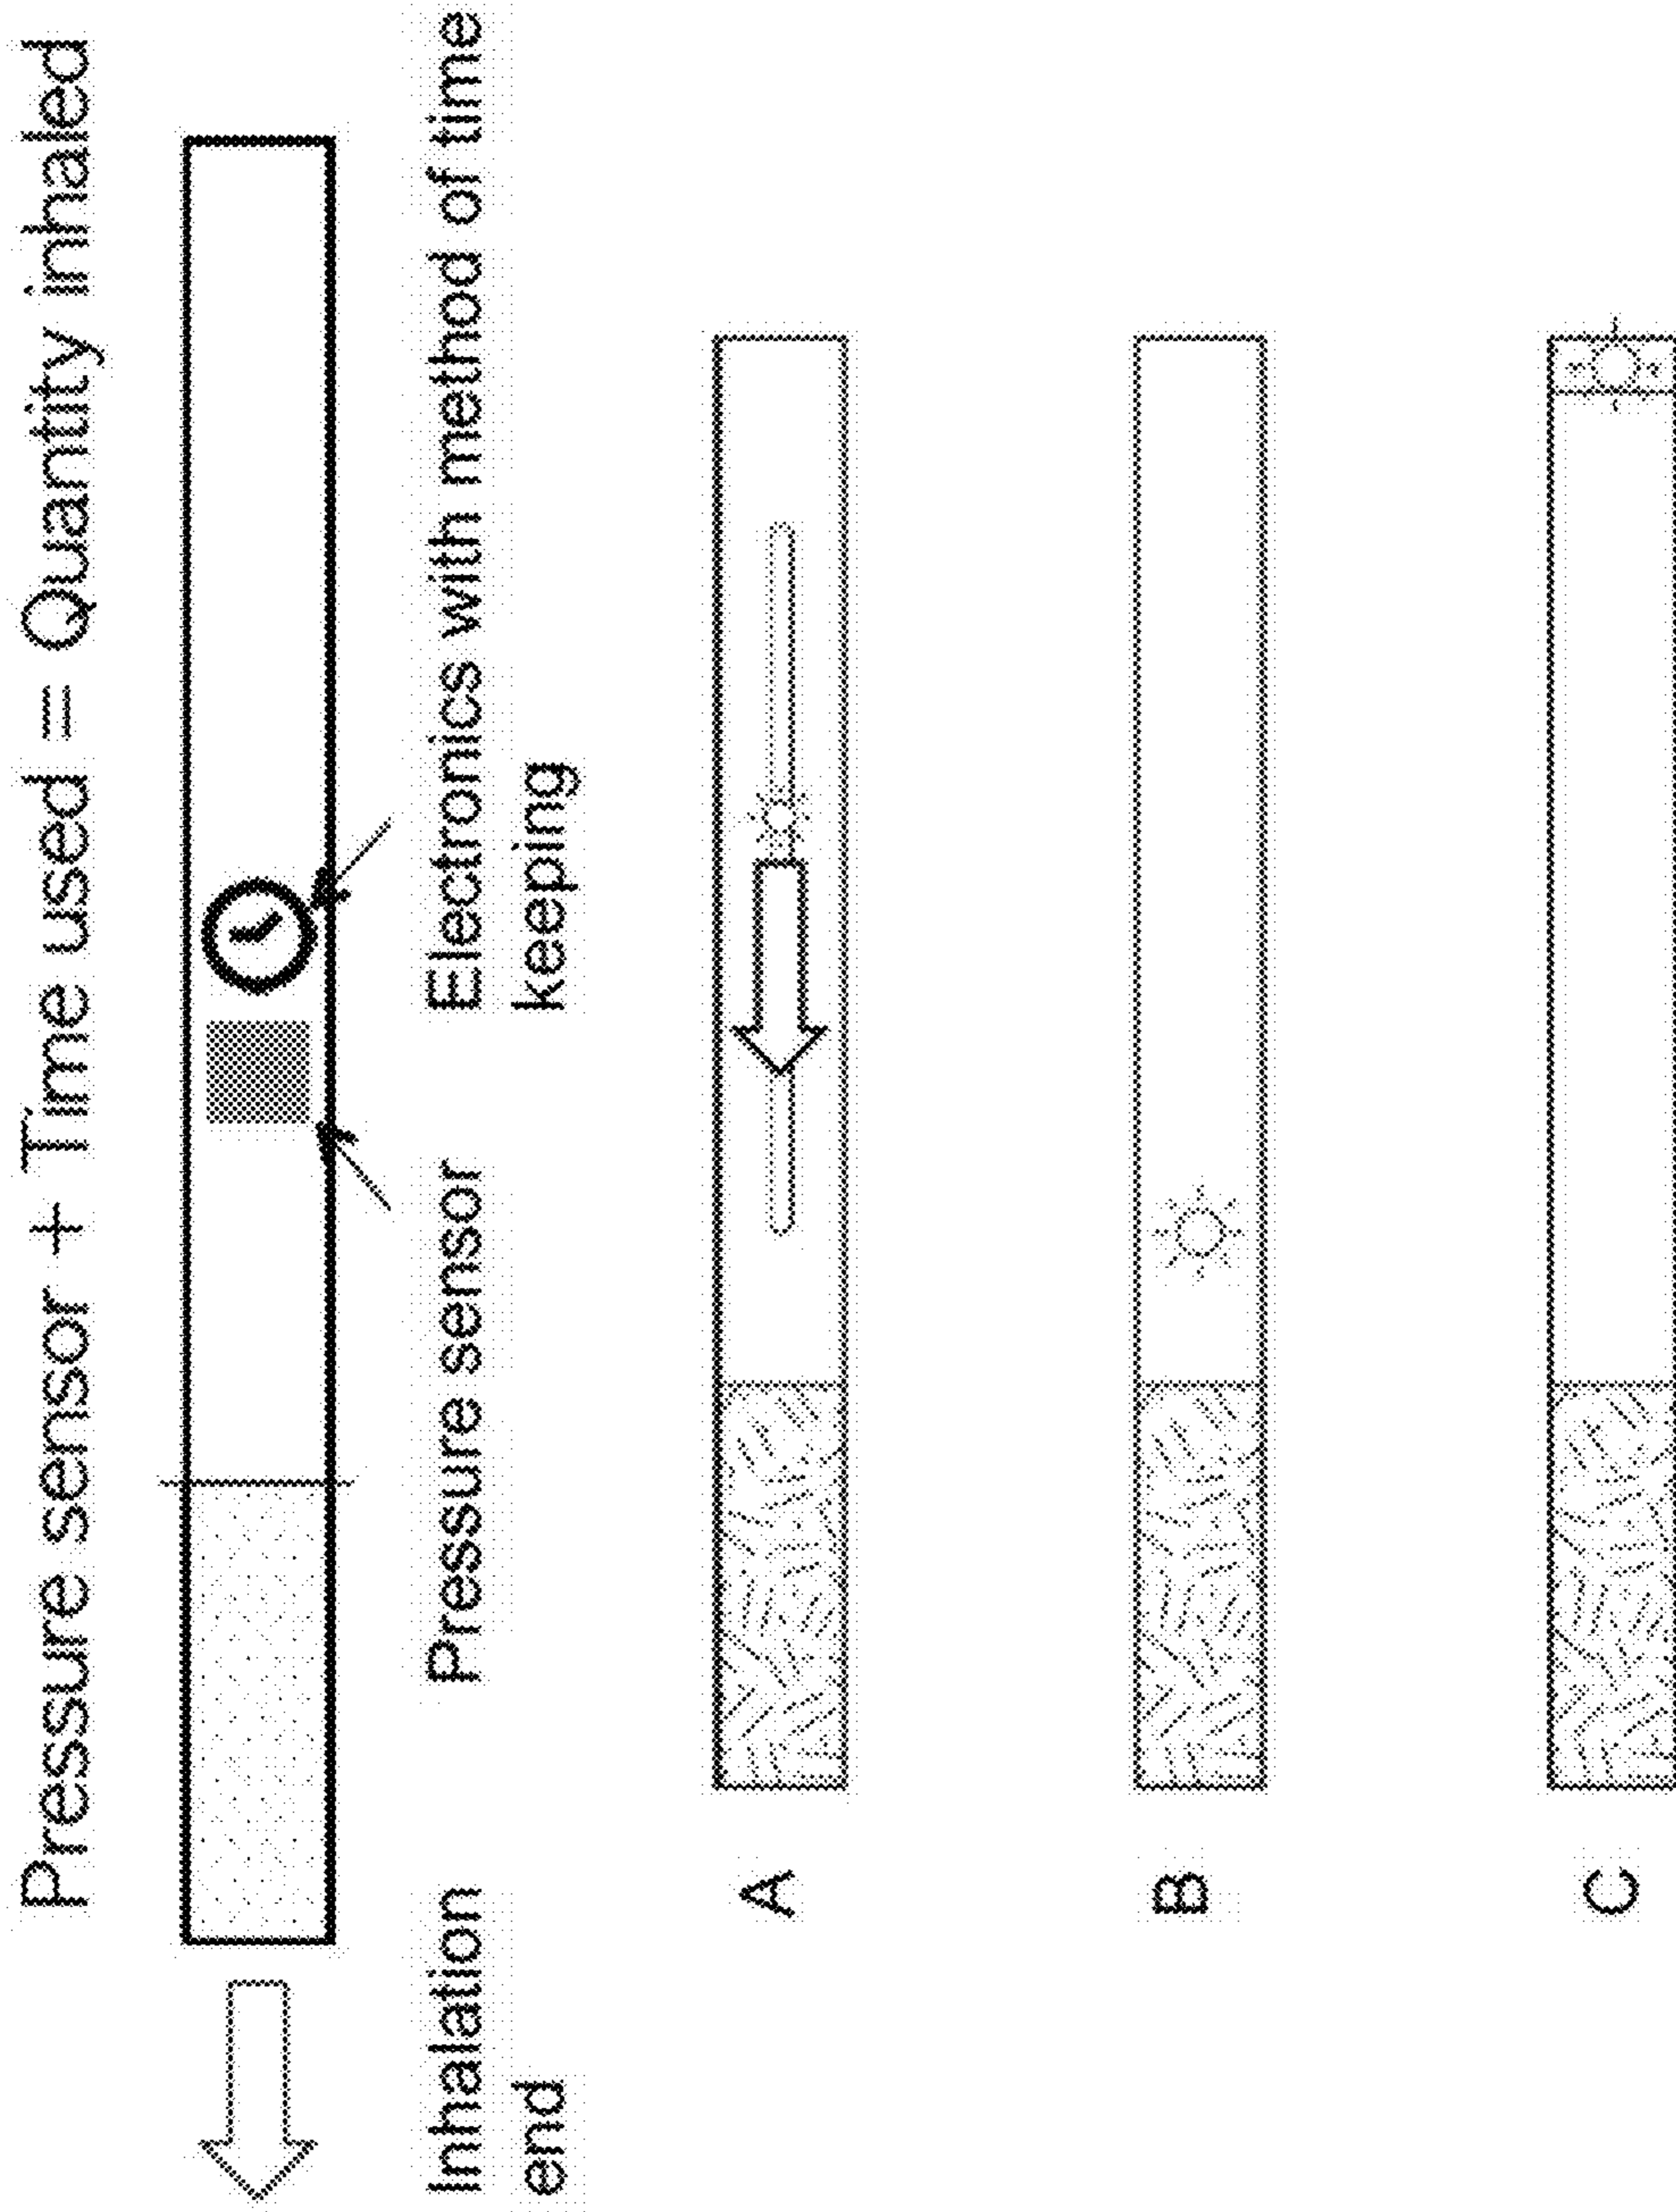 Pressure sensor + Time used = Quantity inhaled
Inhalation
end
Pressure sensor
Electronics with method of time
keeping
A
B
C